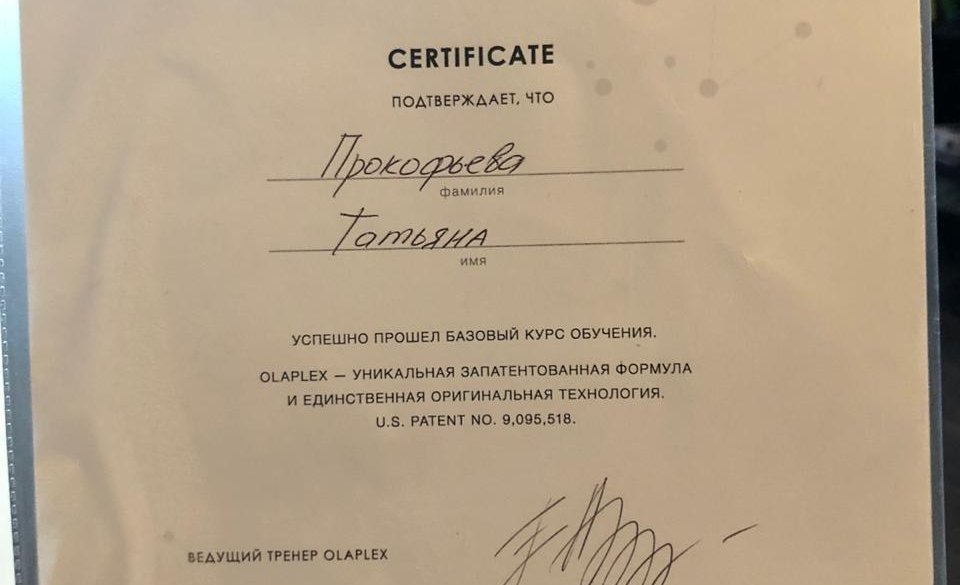 CERTIFICATE
ПОДТВЕРЖДАЕТ, ЧТО
Прокофьева
фамилия
Татьяна
имя
УСПЕШНО ПРОШЕЛ БАЗОВЫЙ КУРС ОБУЧЕНИЯ.
OLAPLEX – УНИКАЛЬНАЯ ЗАПАТЕНТОВАННАЯ ФОРМУЛА
И ЕДИНСТВЕННАЯ ОРИГИНАЛЬНАЯ ТЕХНОЛОГИЯ.
U.S. PATENT NO. 9,095,518.
ВЕДУЩИЙ ТРЕНЕР OLAPLEX